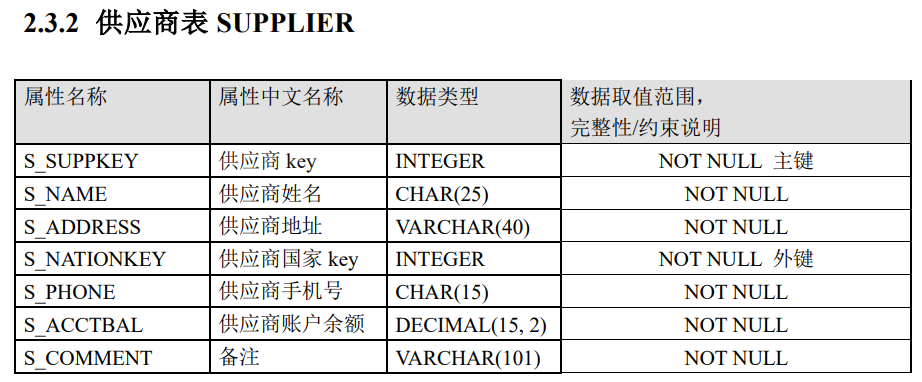 2.3.2 供应商表 SUPPLIER
属性名称 属性中文名称 数据类型 数据取值范围，
完整性/约束说明
S_SUPPKEY 供应商 key INTEGER NOT NULL 主键
S_NAME 供应商姓名 CHAR(25) NOT NULL
S_ADDRESS 供应商地址 VARCHAR(40) NOT NULL
S_NATIONKEY 供应商国家 key INTEGER NOT NULL 外键
S_PHONE 供应商手机号 CHAR(15) NOT NULL
S_ACCTBAL 供应商账户余额 DECIMAL(15, 2) NOT NULL
S_COMMENT 备注 VARCHAR(101) NOT NULL